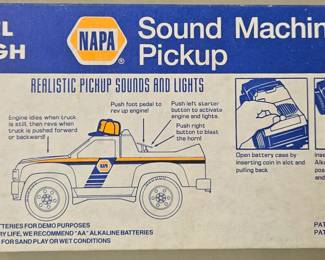 Sound Machin
Pickup
NAPA
®
REALISTIC PICKUP SOUNDS AND LIGHTS
Engine idles when truck
is still, then revs when
truck is pushed forward
or backward!
Push foot pedal to
rev up engine!
Push left starter
button to activate
engine and lights.
Push right
button to blast
the horn!
NAPA
Open battery case by
inserting coin in slot and
pulling back.
TTERIES FOR DEMO PURPOSES
RY LIFE, WE RECOMMEND "AA" ALKALINE BATTERIES
FOR SAND PLAY OR WET CONDITIONS
PAT
PAT